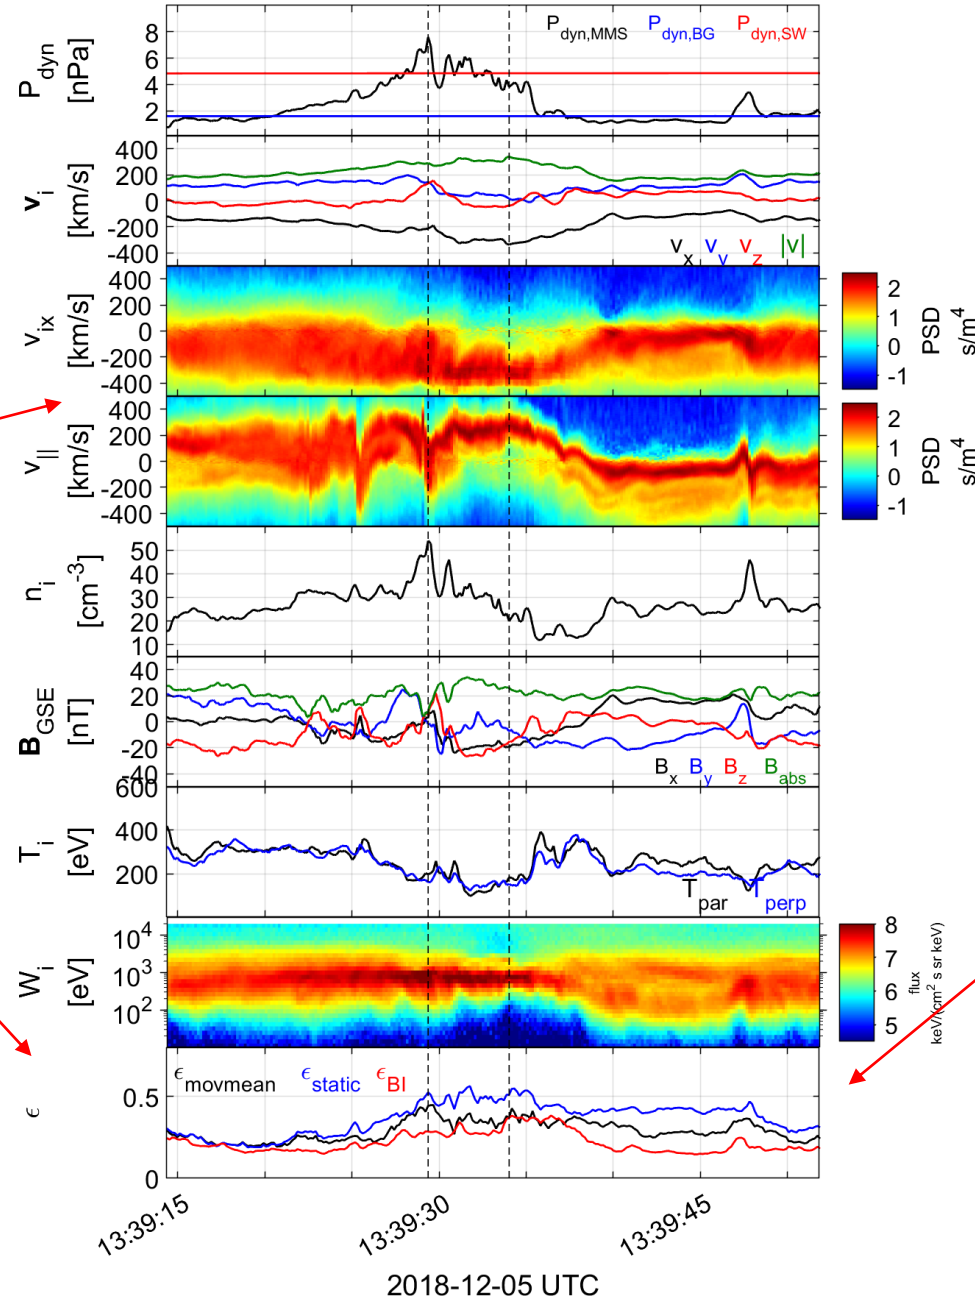 P_dyn [nPa]
8
6
4
2
P_dyn,MMS P_dyn,BG P_dyn,SW
v_i [km/s]
400
200
0
-200
-400
v_x v_y v_z |v|
v_ix [km/s]
400
200
0
-200
-400
2
1
0
-1
PSD s/m^4
v_|| [km/s]
400
200
0
-200
-400
2
1
0
-1
PSD s/m^4
n_i [cm^-3]
50
40
30
20
10
B_GSE [nT]
40
20
0
-20
-40
B_x B_y B_z B_abs
T_i [eV]
600
400
200
T_par T_perp
W_i [eV]
10^4
10^3
10^2
8
7
6
5
flux
keV/(cm^2 s sr keV)
ϵ
0.5
0
ϵ_movmean ϵ_static ϵ_BI
13:39:15 13:39:30 13:39:45
2018-12-05 UTC